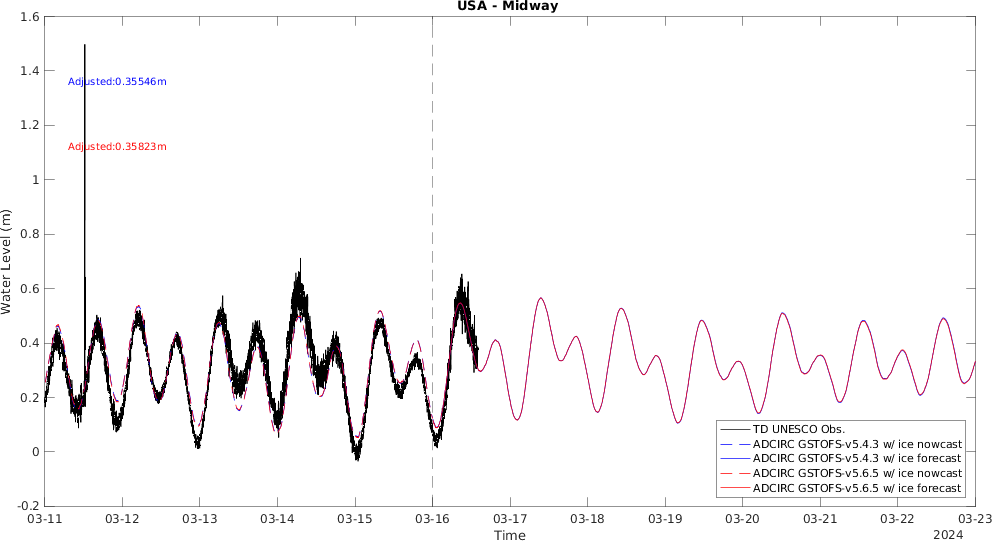 USA - Midway
1.6
1.4
1.2
1
0.8
0.6
0.4
0.2
0
-0.2
Water Level (m)
Adjusted:0.35546m
Adjusted:0.35823m
TD UNESCO Obs.
ADCIRC GSTOFS-v5.4.3 w/ ice nowcast
ADCIRC GSTOFS-v5.4.3 w/ ice forecast
ADCIRC GSTOFS-v5.6.5 w/ ice nowcast
ADCIRC GSTOFS-v5.6.5 w/ ice forecast
03-11 03-12 03-13 03-14 03-15 03-16 03-17 03-18 03-19 03-20 03-21 03-22 03-23
Time
2024